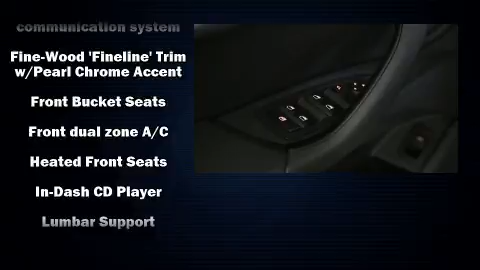 communication system
Fine-Wood 'Fineline' Trim
w/Pearl Chrome Accent
Front Bucket Seats
Front dual zone A/C
Heated Front Seats
In-Dash CD Player
Lumbar Support